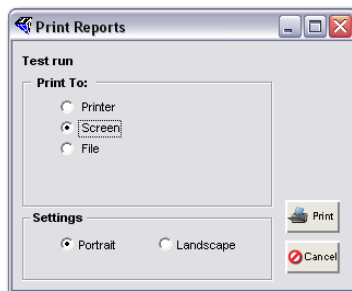 Print Reports
Test run
Print To:
Printer
Screen
File
Settings
Portrait
Landscape
Print
Cancel